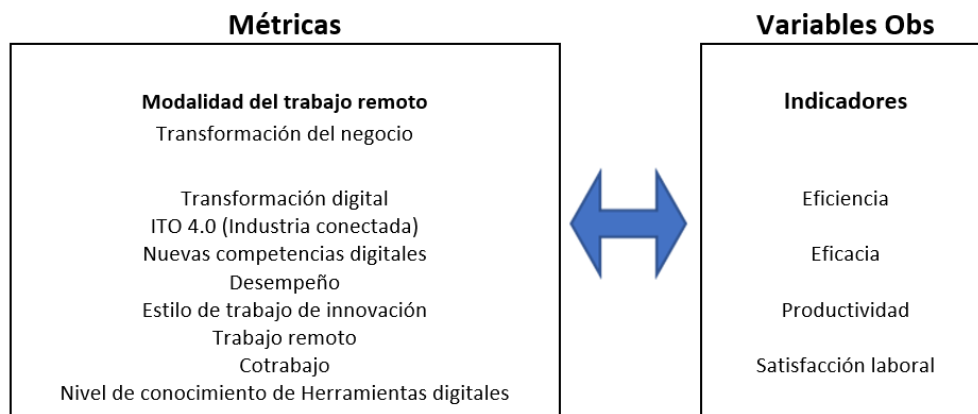 Métricas
Modalidad del trabajo remoto
Transformación del negocio
Transformación digital
ITO 4.0 (Industria conectada)
Nuevas competencias digitales
Desempeño
Estilo de trabajo de innovación
Trabajo remoto
Cotrabajo
Nivel de conocimiento de Herramientas digitales
Variables Obs
Indicadores
Eficiencia
Eficacia
Productividad
Satisfacción laboral